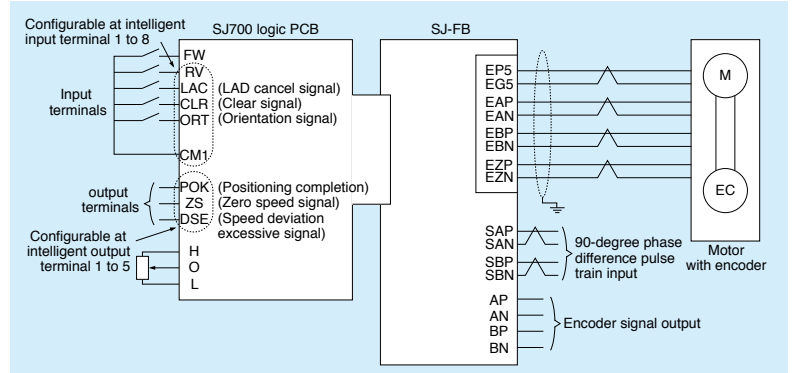 Configurable at intelligent
input terminal 1 to 8
SJ700 logic PCB
SJ-FB
FW
RV
LAC (LAD cancel signal)
CLR (Clear signal)
ORT (Orientation signal)
Input
terminals
CM1
POK (Positioning completion)
ZS (Zero speed signal)
DSE (Speed deviation
excessive signal)
output
terminals
Configurable at
intelligent output
terminal 1 to 5
H
O
L
EP5
EG5
EAP
EAN
EBP
EBN
EZP
EZN
SAP
SAN
SBP
SBN
90-degree phase
difference pulse
train input
AP
AN
BP
BN
Encoder signal output
M
EC
Motor
with encoder